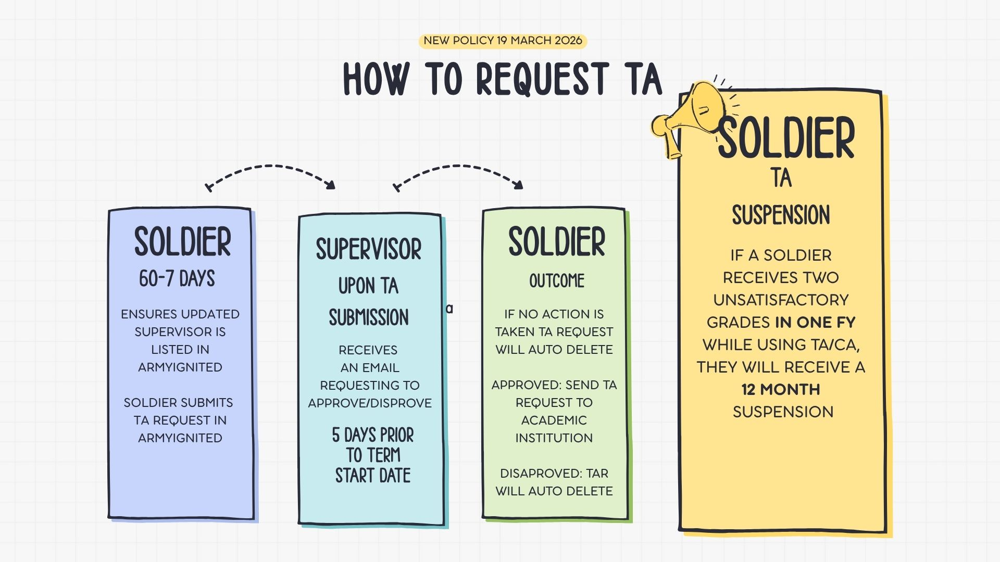 NEW POLICY 19 MARCH 2026
HOW TO REQUEST TA
SOLDIER
60-7 DAYS
ENSURES UPDATED
SUPERVISOR IS
LISTED IN
ARMYIGNITED
SOLDIER SUBMITS
TA REQUEST IN
ARMYIGNITED
SUPERVISOR
UPON TA
SUBMISSION
RECEIVES
AN EMAIL
REQUESTING TO
APPROVE/DISPROVE
5 DAYS PRIOR
TO TERM
START DATE
a
SOLDIER
OUTCOME
IF NO ACTION IS
TAKEN TA REQUEST
WILL AUTO DELETE
APPROVED: SEND TA
REQUEST TO
ACADEMIC
INSTITUTION
DISAPROVED: TAR
WILL AUTO DELETE
SOLDIER
TA
SUSPENSION
IF A SOLDIER
RECEIVES TWO
UNSATISFACTORY
GRADES IN ONE FY
WHILE USING TA/CA,
THEY WILL RECEIVE A
12 MONTH
SUSPENSION